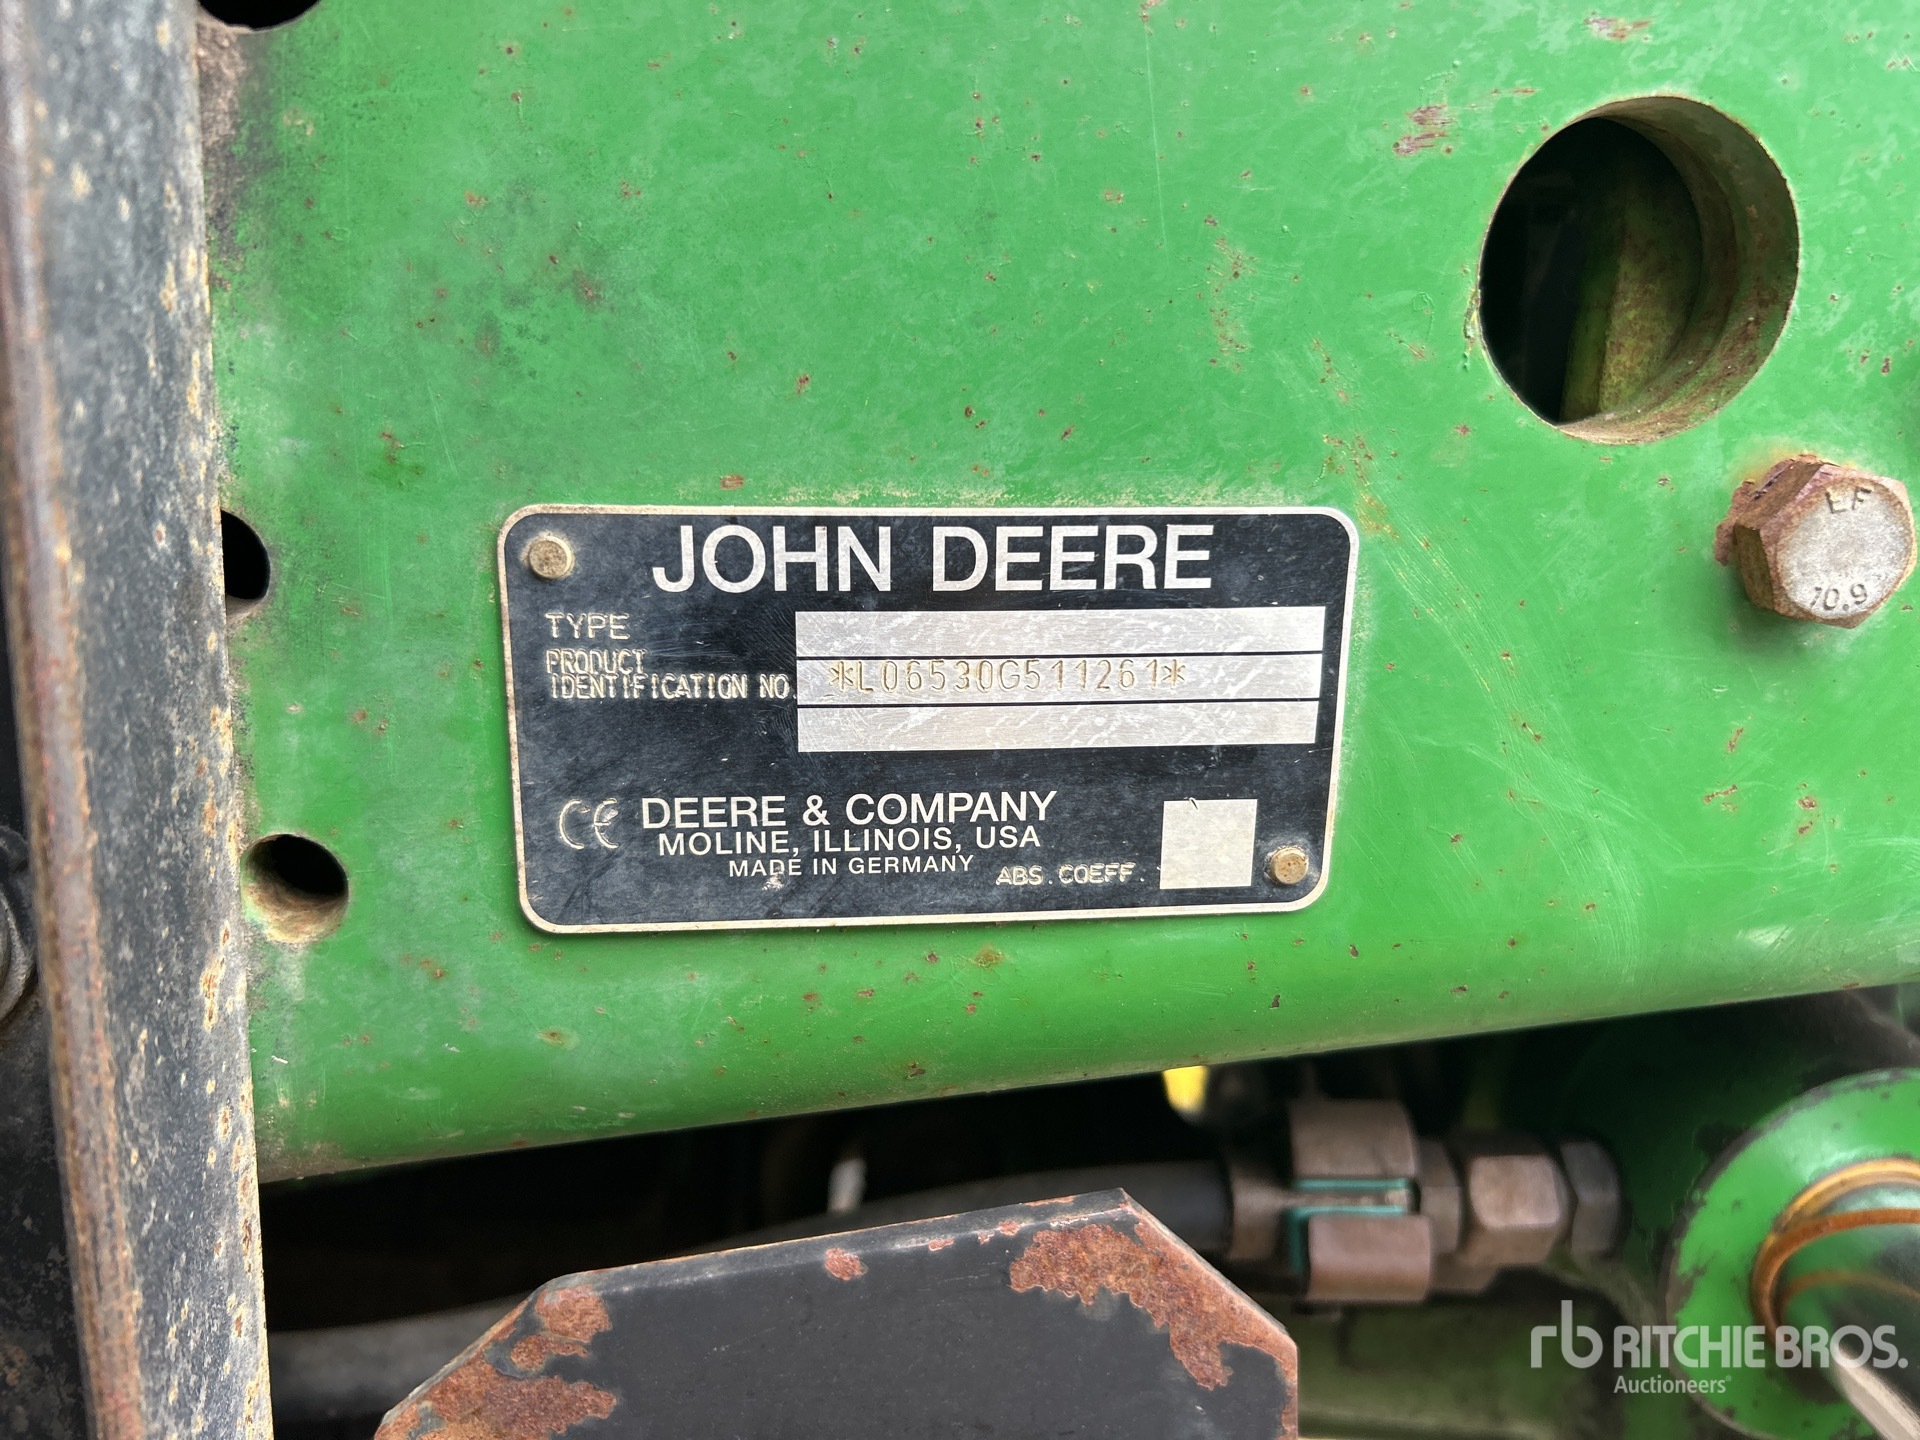 JOHN DEERE
TYPE
PRODUCT
IDENTIFICATION NO. *L06530G511261*
CE DEERE & COMPANY
MOLINE, ILLINOIS, USA
MADE IN GERMANY
ABS. COEFF.
LF
10.9
rb RITCHIE BROS.
Auctioneers